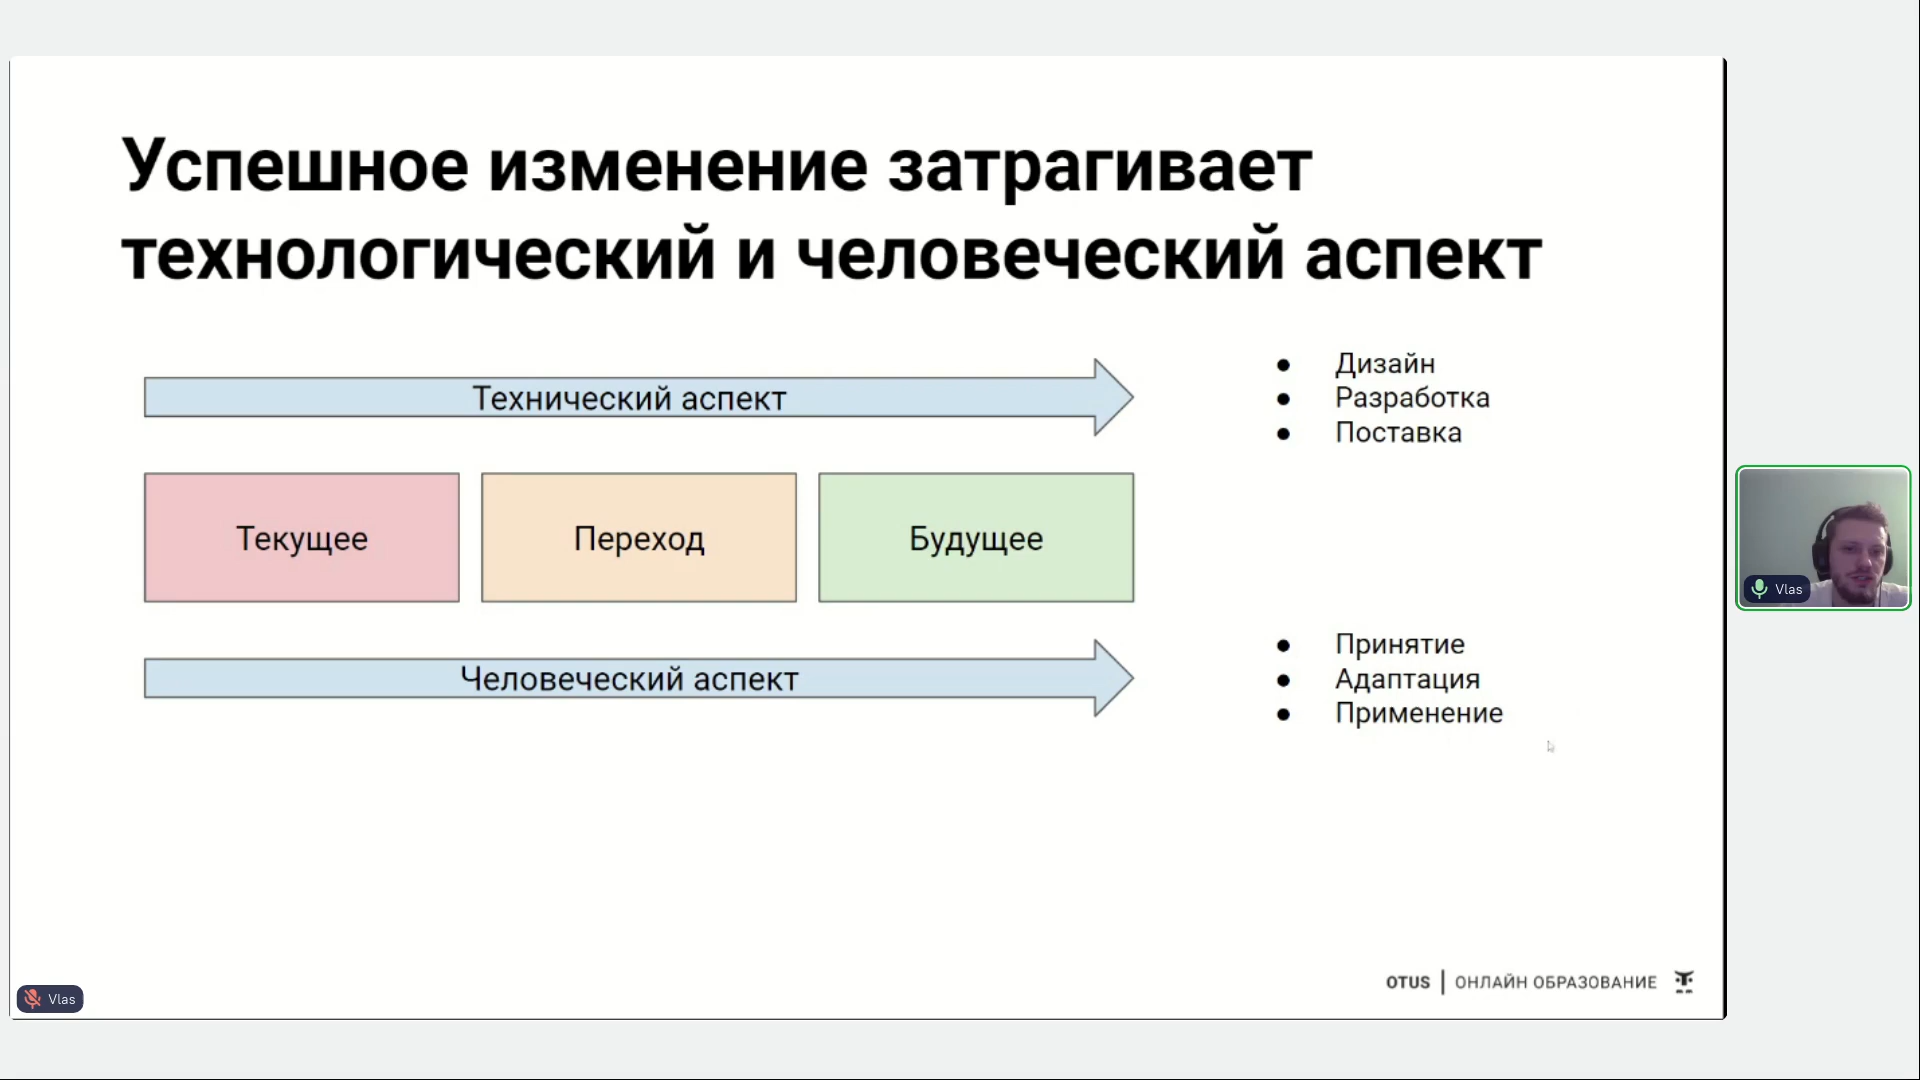 Успешное изменение затрагивает
технологический и человеческий аспект
Технический аспект
● Дизайн
● Разработка
● Поставка
Текущее
Переход
Будущее
Человеческий аспект
● Принятие
● Адаптация
● Применение
Vlas
OTUS | ОНЛАЙН ОБРАЗОВАНИЕ
Vlas